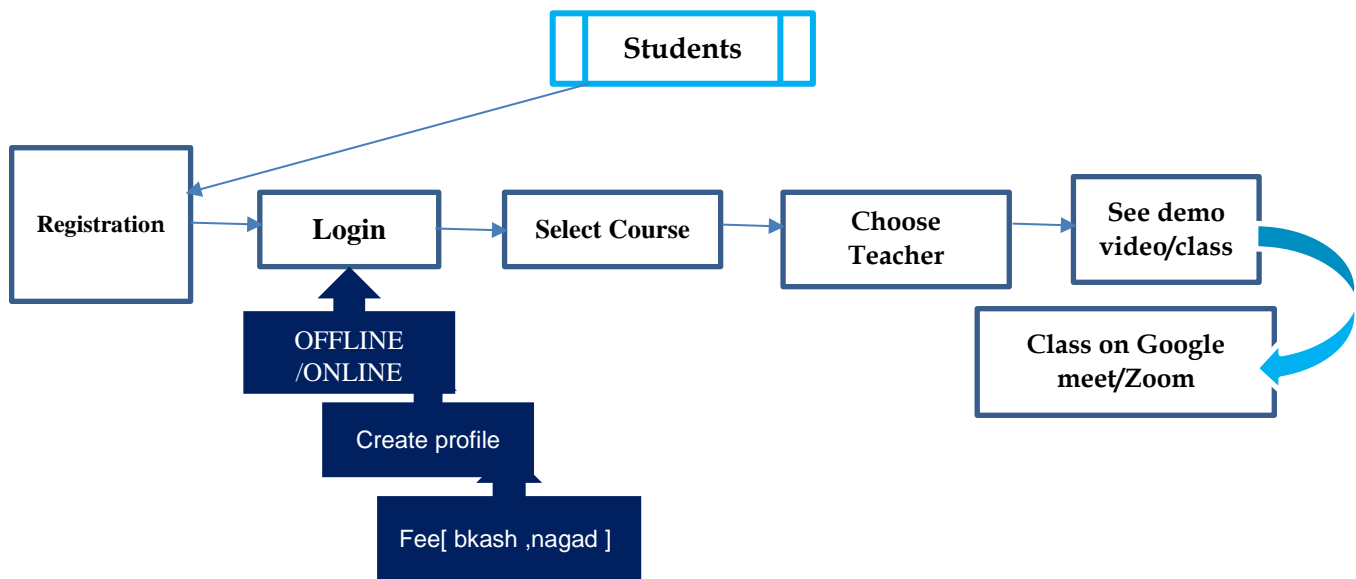 Students
Registration
Login
Select Course
Choose
Teacher
See demo
video/class
OFFLINE
/ONLINE
Class on Google
meet/Zoom
Create profile
Fee[ bkash ,nagad ]